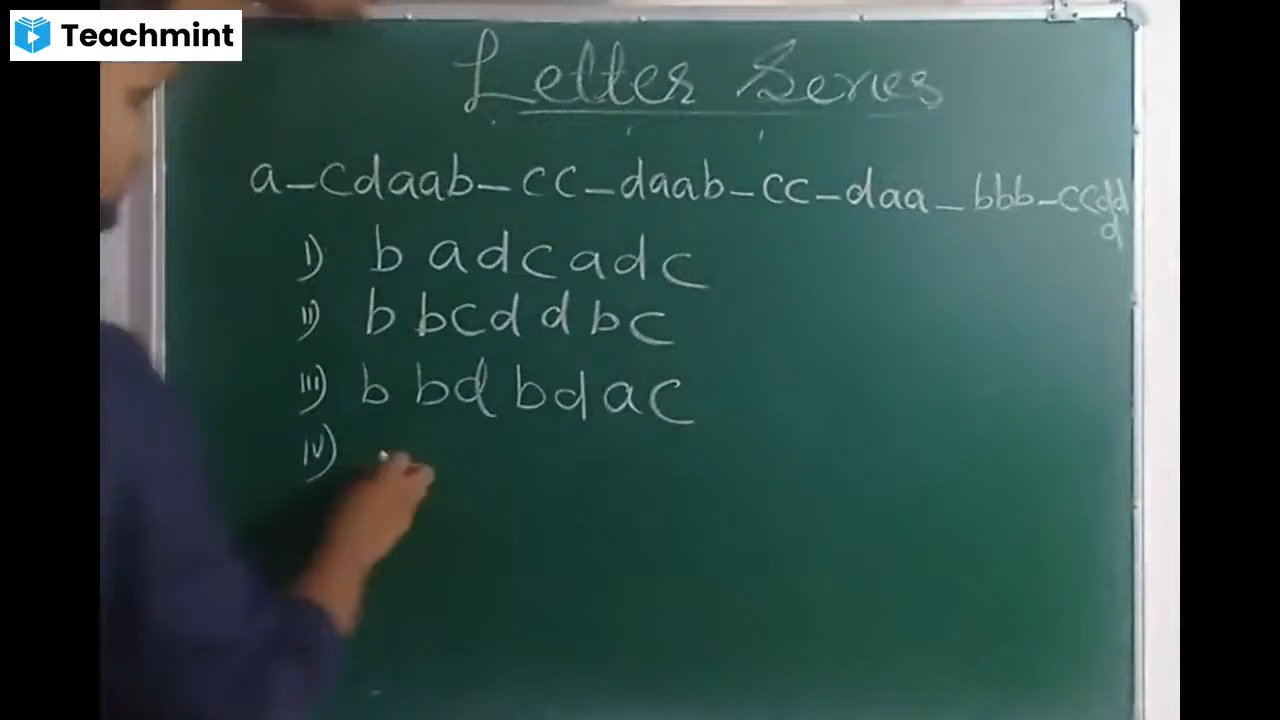 Teachmint
Letter Series
a_cdaab_cc_daab_cc_daa_bbb_ccdd
d
i) b a d c a d c
ii) b b c d d b c
iii) b b d b d a c
iv)